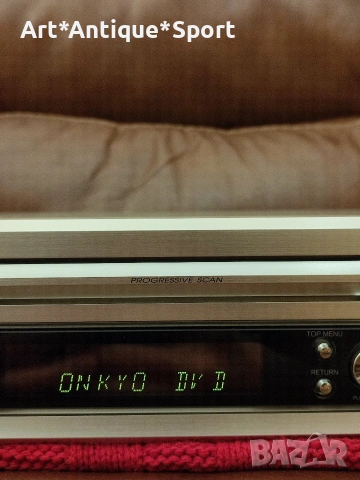 Art*Antique*Sport
PROGRESSIVE SCAN
TOP MENU
ONKYO DVD
RETURN
BAZAR